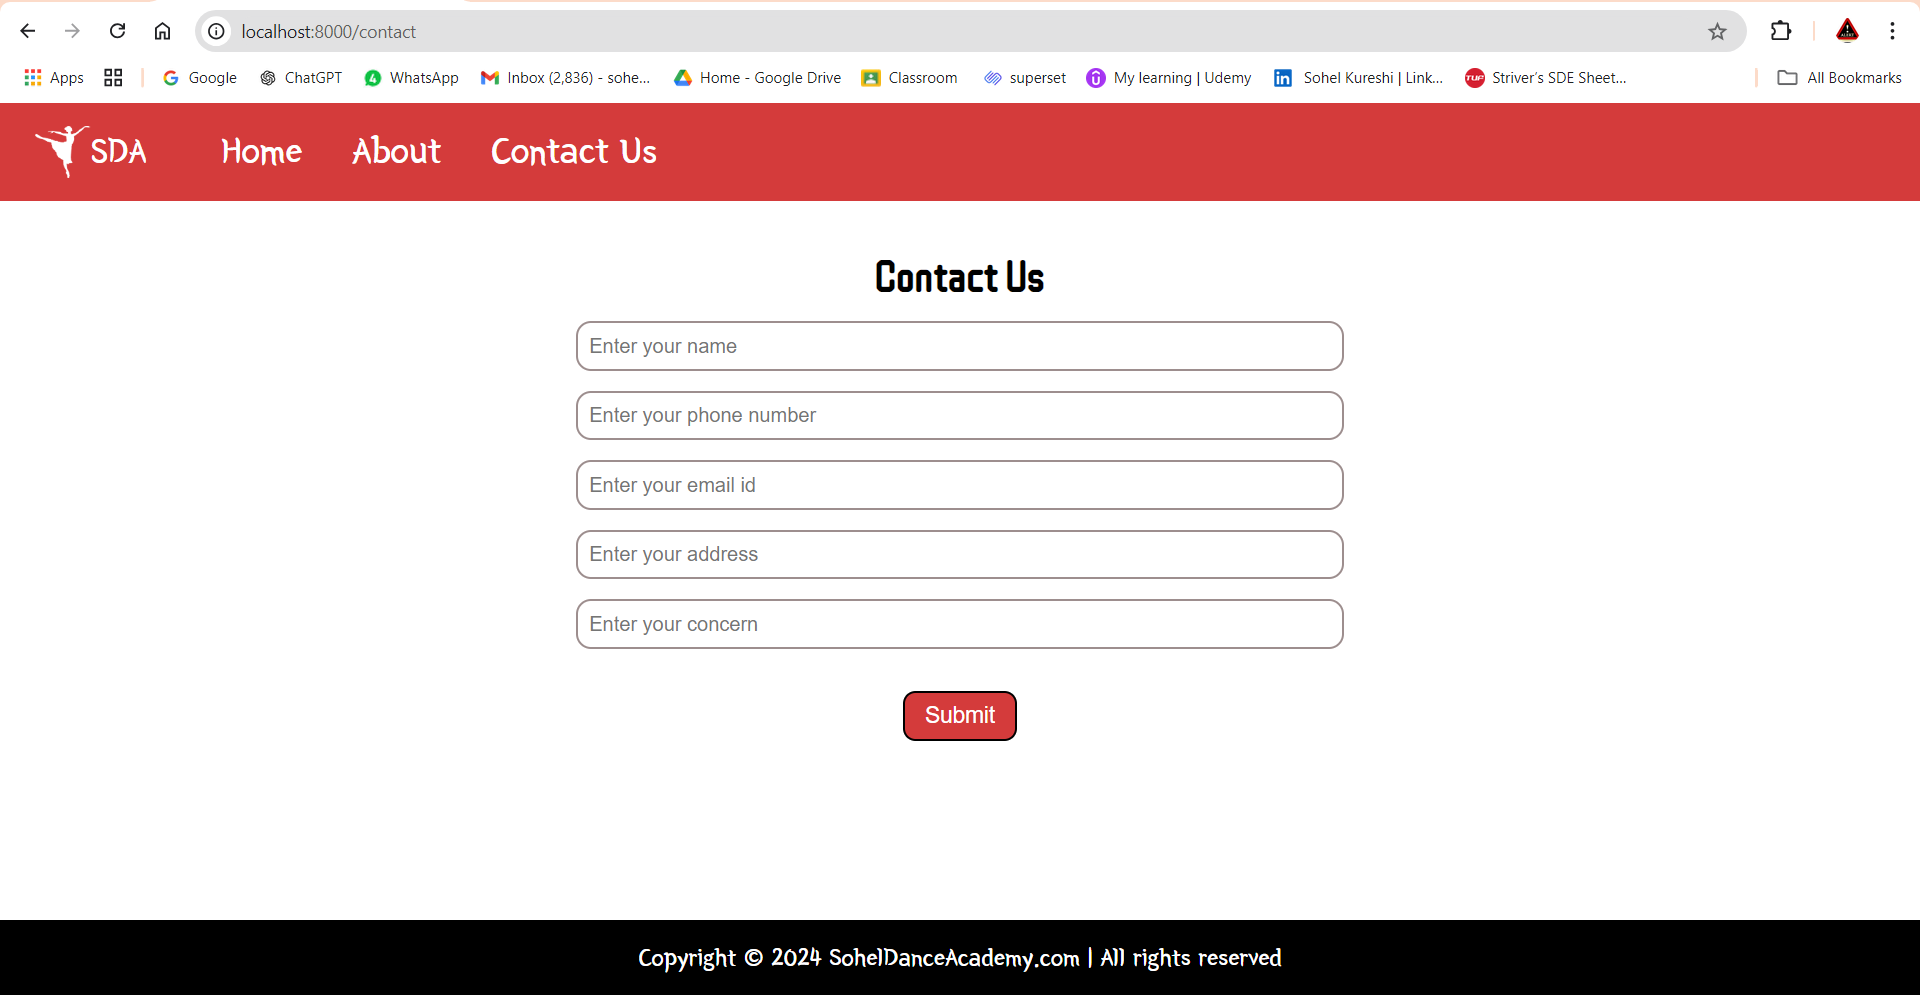 localhost:8000/contact
Apps Google ChatGPT WhatsApp Inbox (2,836) - sohe... Home - Google Drive Classroom superset My learning | Udemy Sohel Kureshi | Link... Striver's SDE Sheet... All Bookmarks
SDA Home About Contact Us
Contact Us
Enter your name
Enter your phone number
Enter your email id
Enter your address
Enter your concern
Submit
Copyright © 2024 SohelDanceAcademy.com | All rights reserved